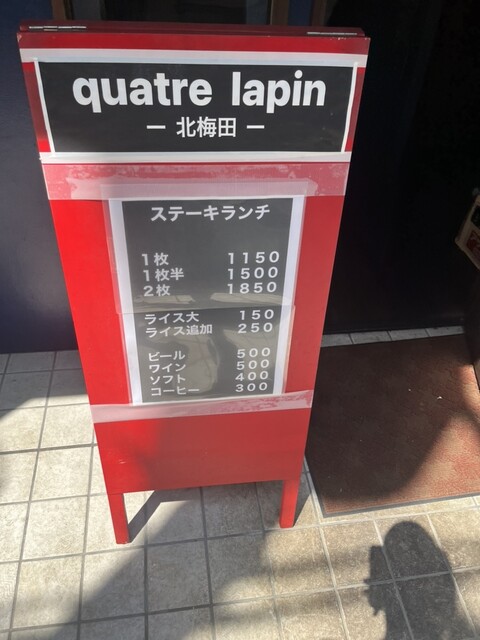 quatre lapin
ー 北梅田 ー
ステーキランチ
1枚 1150
1枚半 1500
2枚 1850
ライス大 150
ライス追加 250
ビール 500
ワイン 500
ソフト 400
コーヒー 300